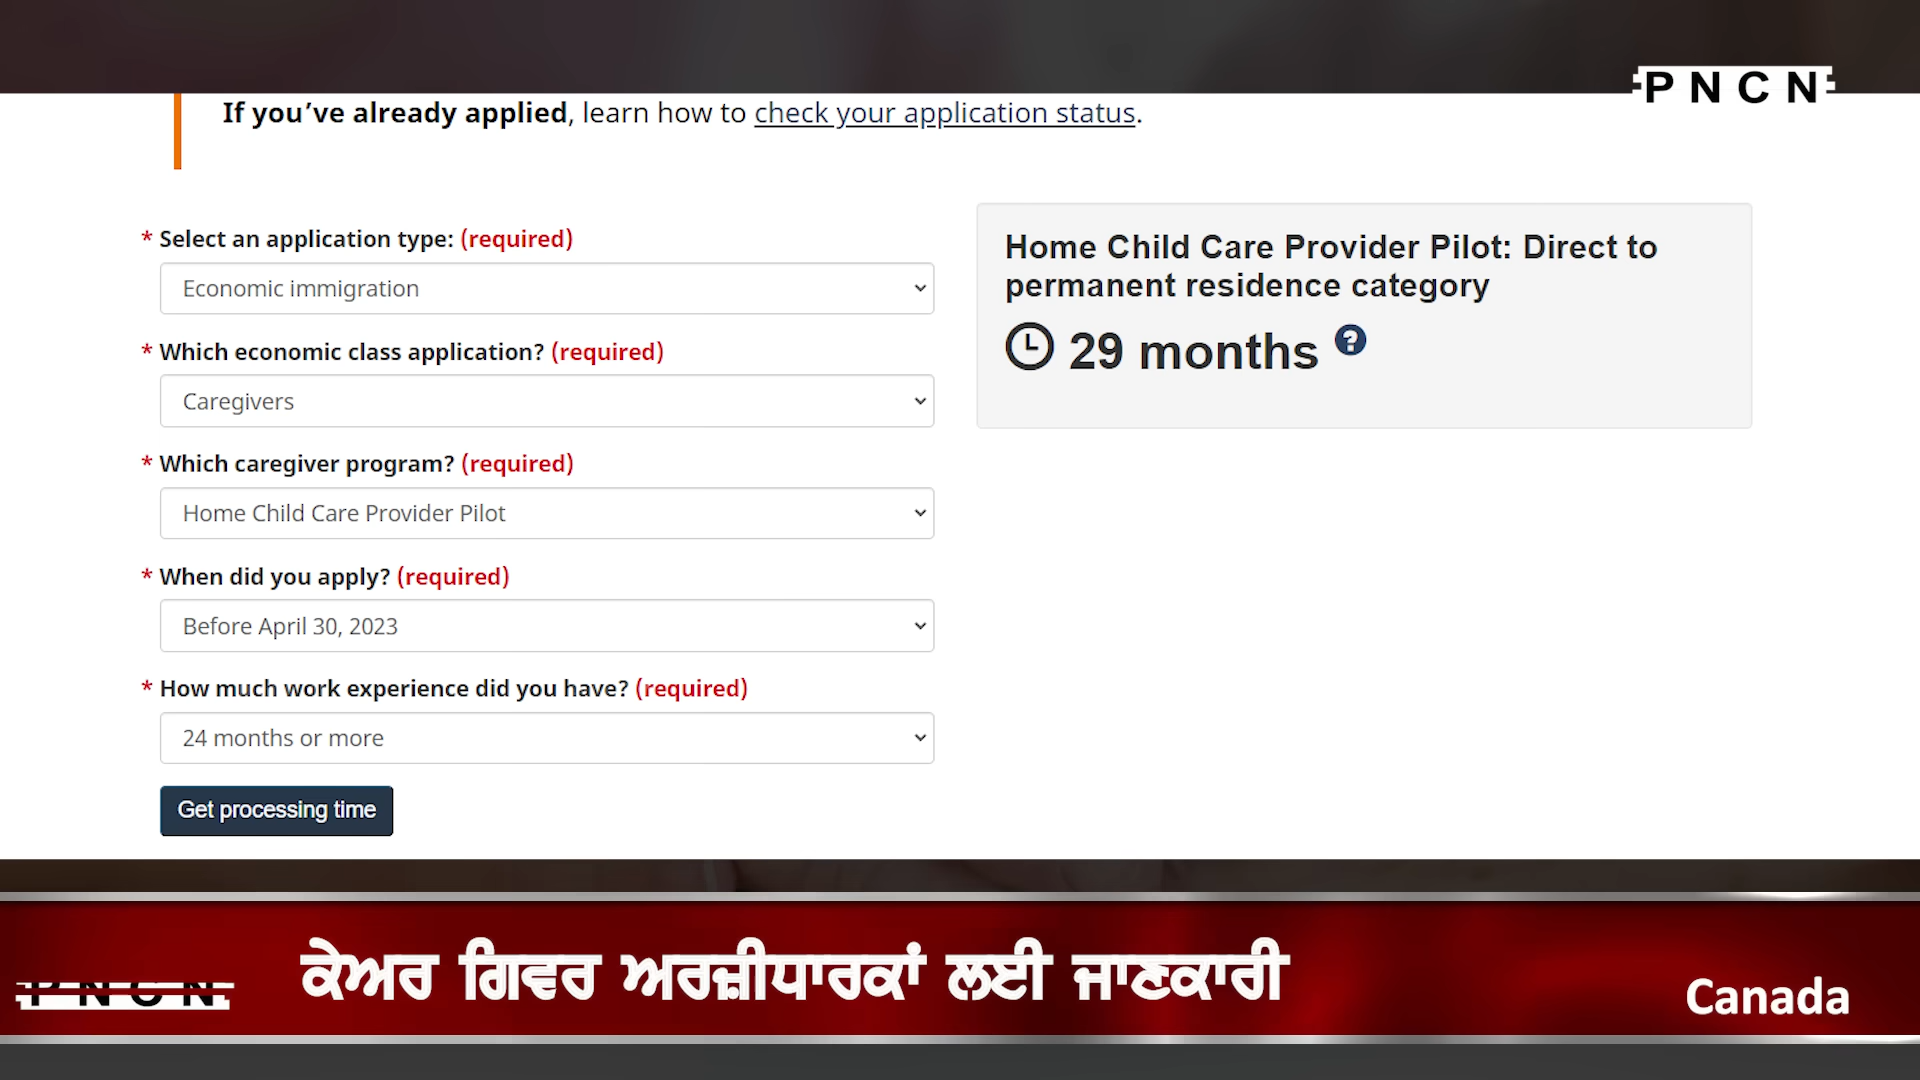 PNCN
If you’ve already applied, learn how to check your application status.
* Select an application type: (required)
Economic immigration
* Which economic class application? (required)
Caregivers
* Which caregiver program? (required)
Home Child Care Provider Pilot
* When did you apply? (required)
Before April 30, 2023
* How much work experience did you have? (required)
24 months or more
Get processing time
Home Child Care Provider Pilot: Direct to
permanent residence category
29 months ?
ਕੇਅਰ ਗਿਵਰ ਅਰਜ਼ੀਧਾਰਕਾਂ ਲਈ ਜਾਣਕਾਰੀ
PNCN
Canada